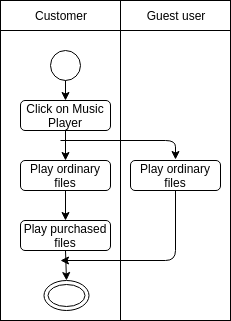 Customer
Guest user
Click on Music
Player
Play ordinary
files
Play ordinary
files
Play purchased
files